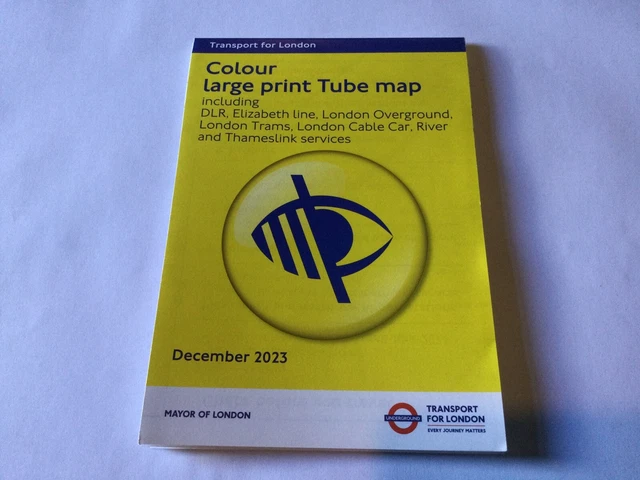 Transport for London
Colour
large print Tube map
including
DLR, Elizabeth line, London Overground,
London Trams, London Cable Car, River
and Thameslink services
December 2023
MAYOR OF LONDON
UNDERGROUND
TRANSPORT
FOR LONDON
EVERY JOURNEY MATTERS